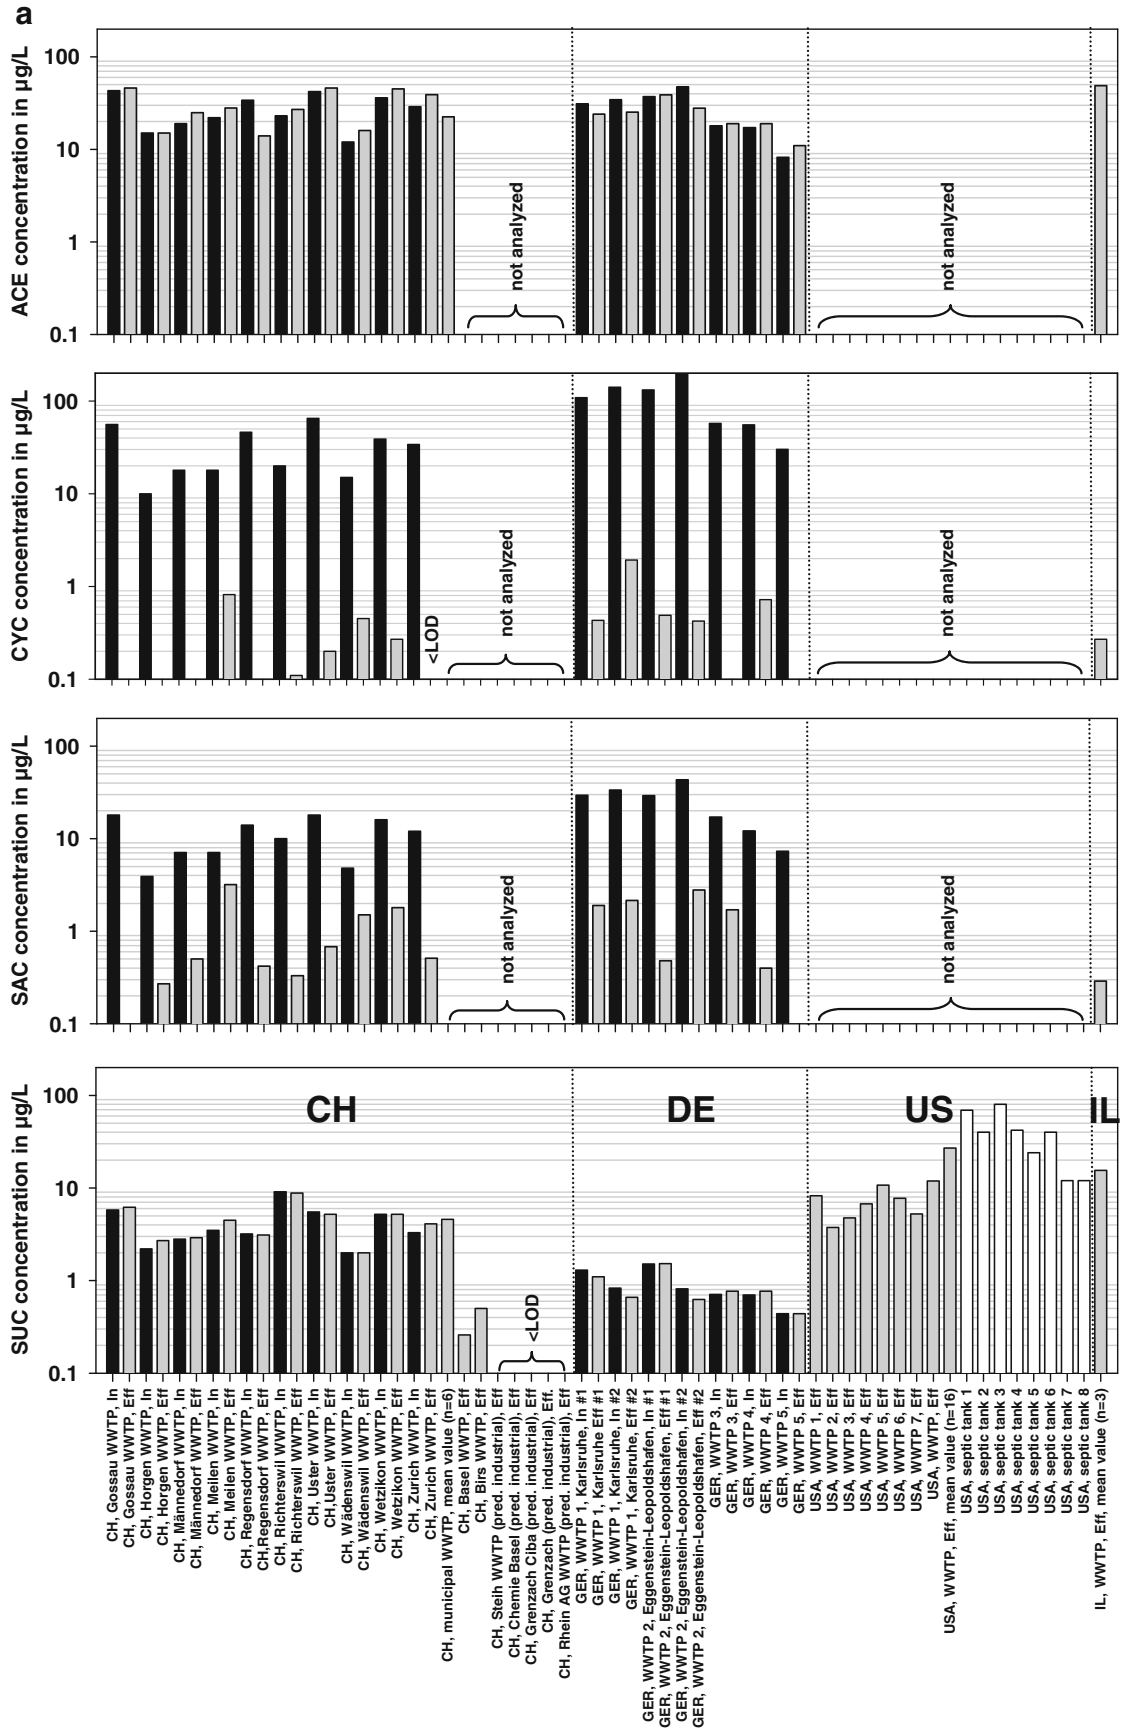 a
ACE concentration in µg/L
100
10
1
0.1
not analyzed
not analyzed
CYC concentration in µg/L
100
10
1
0.1
<LOD
not analyzed
not analyzed
SAC concentration in µg/L
100
10
1
0.1
not analyzed
not analyzed
SUC concentration in µg/L
100
10
1
0.1
CH
DE
US
IL
<LOD
CH, Gossau WWTP, In
CH, Gossau WWTP, Eff
CH, Horgen WWTP, In
CH, Horgen WWTP, Eff
CH, Männedorf WWTP, In
CH, Männedorf WWTP, Eff
CH, Meilen WWTP, In
CH, Meilen WWTP, Eff
CH, Regensdorf WWTP, In
CH,Regensdorf WWTP, Eff
CH, Richterswil WWTP, In
CH, Richterswil WWTP, Eff
CH, Uster WWTP, In
CH,Uster WWTP, Eff
CH, Wädenswil WWTP, In
CH, Wädenswil WWTP, Eff
CH, Wetzikon WWTP, In
CH, Wetzikon WWTP, Eff
CH, Zurich WWTP, In
CH, Zurich WWTP, Eff
CH, municipal WWTP, mean value (n=6)
CH, Basel WWTP, Eff
CH, Birs WWTP, Eff
CH, Steih WWTP (pred. industrial), Eff
CH, Chemie Basel (pred. industrial), Eff
CH, Grenzach Ciba (pred. industrial), Eff
CH, Grenzach (pred. industrial), Eff.
CH, Rhein AG WWTP (pred. industrial), Eff
GER, WWTP 1, Karlsruhe, In #1
GER, WWTP 1, Karlsruhe Eff #1
GER, WWTP 1, Karlsruhe, In #2
GER, WWTP 1, Karlsruhe, Eff #2
GER, WWTP 2, Eggenstein-Leopoldshafen, In #1
GER, WWTP 2, Eggenstein-Leopoldshafen, Eff #1
GER, WWTP 2, Eggenstein-Leopoldshafen, In #2
GER, WWTP 2, Eggenstein-Leopoldshafen, Eff #2
GER, WWTP 3, In
GER, WWTP 3, Eff
GER, WWTP 4, In
GER, WWTP 4, Eff
GER, WWTP 5, In
GER, WWTP 5, Eff
USA, WWTP 1, Eff
USA, WWTP 2, Eff
USA, WWTP 3, Eff
USA, WWTP 4, Eff
USA, WWTP 5, Eff
USA, WWTP 6, Eff
USA, WWTP 7, Eff
USA, WWTP, Eff
USA, WWTP, Eff, mean value (n=16)
USA, septic tank 1
USA, septic tank 2
USA, septic tank 3
USA, septic tank 4
USA, septic tank 5
USA, septic tank 6
USA, septic tank 7
USA, septic tank 8
IL, WWTP, Eff, mean value (n=3)